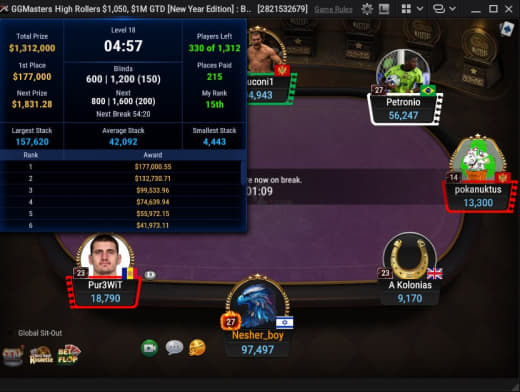 GGMasters High Rollers $1,050, $1M GTD [New Year Edition] : B... [2821532679] Game Rules
Total Prize
$1,312,000
1st Place
$177,000
Next Prize
$1,831.28
Level 18
04:57
Blinds
600 | 1,200 (150)
Next
800 | 1,600 (200)
Next Break 54:20
Players Left
330 of 1,312
Places Paid
215
My Rank
15th
Largest Stack
157,620
Average Stack
42,092
Smallest Stack
4,443
Rank Award
1 $177,000.55
2 $132,730.71
3 $99,533.96
4 $74,639.94
5 $55,972.15
6 $41,973.11
uconi1
4,943
27
Petronio
56,247
14
pokanuktus
13,300
re now on break.
01:09
23
Pur3WiT
18,790
D
23
A Kolonias
9,170
27
Nesher_boy
97,497
Global Sit-Out
Roulette
BET
FLOP